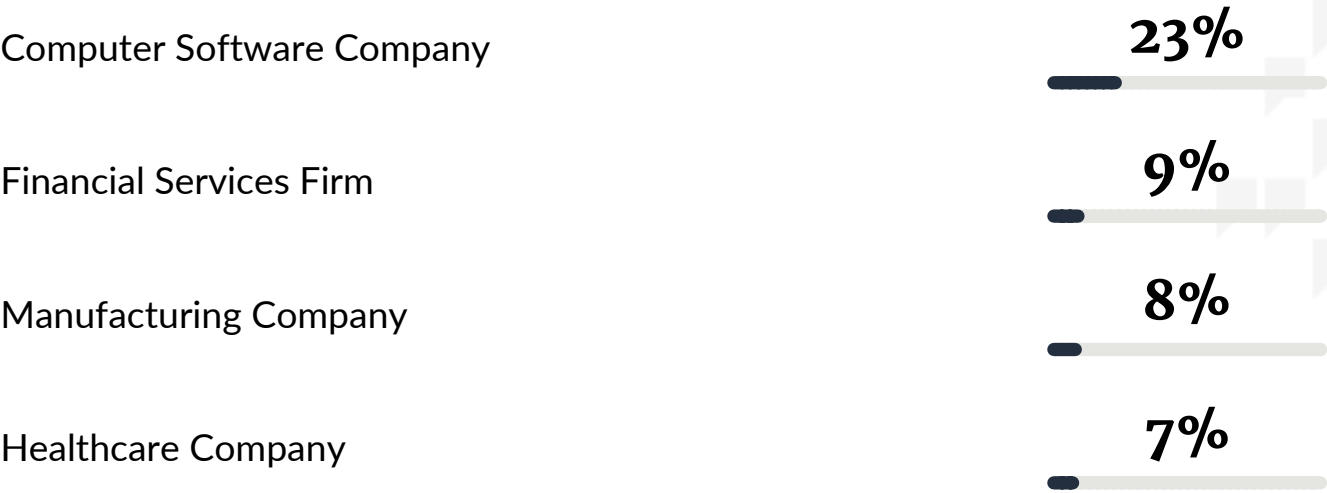 Computer Software Company 23%
Financial Services Firm 9%
Manufacturing Company 8%
Healthcare Company 7%